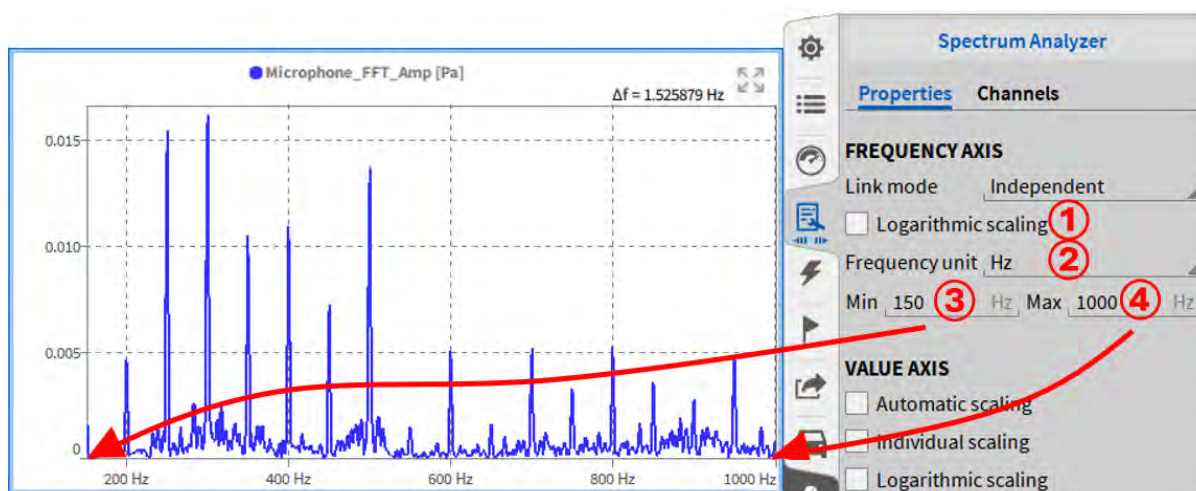 Microphone_FFT_Amp [Pa]
Δf = 1.525879 Hz
0.015
0.010
0.005
0
200 Hz
400 Hz
600 Hz
800 Hz
1000 Hz
Spectrum Analyzer
Properties Channels
FREQUENCY AXIS
Link mode Independent
Logarithmic scaling ①
Frequency unit Hz ②
Min 150 ③ Hz Max 1000 ④ Hz
VALUE AXIS
Automatic scaling
Individual scaling
Logarithmic scaling